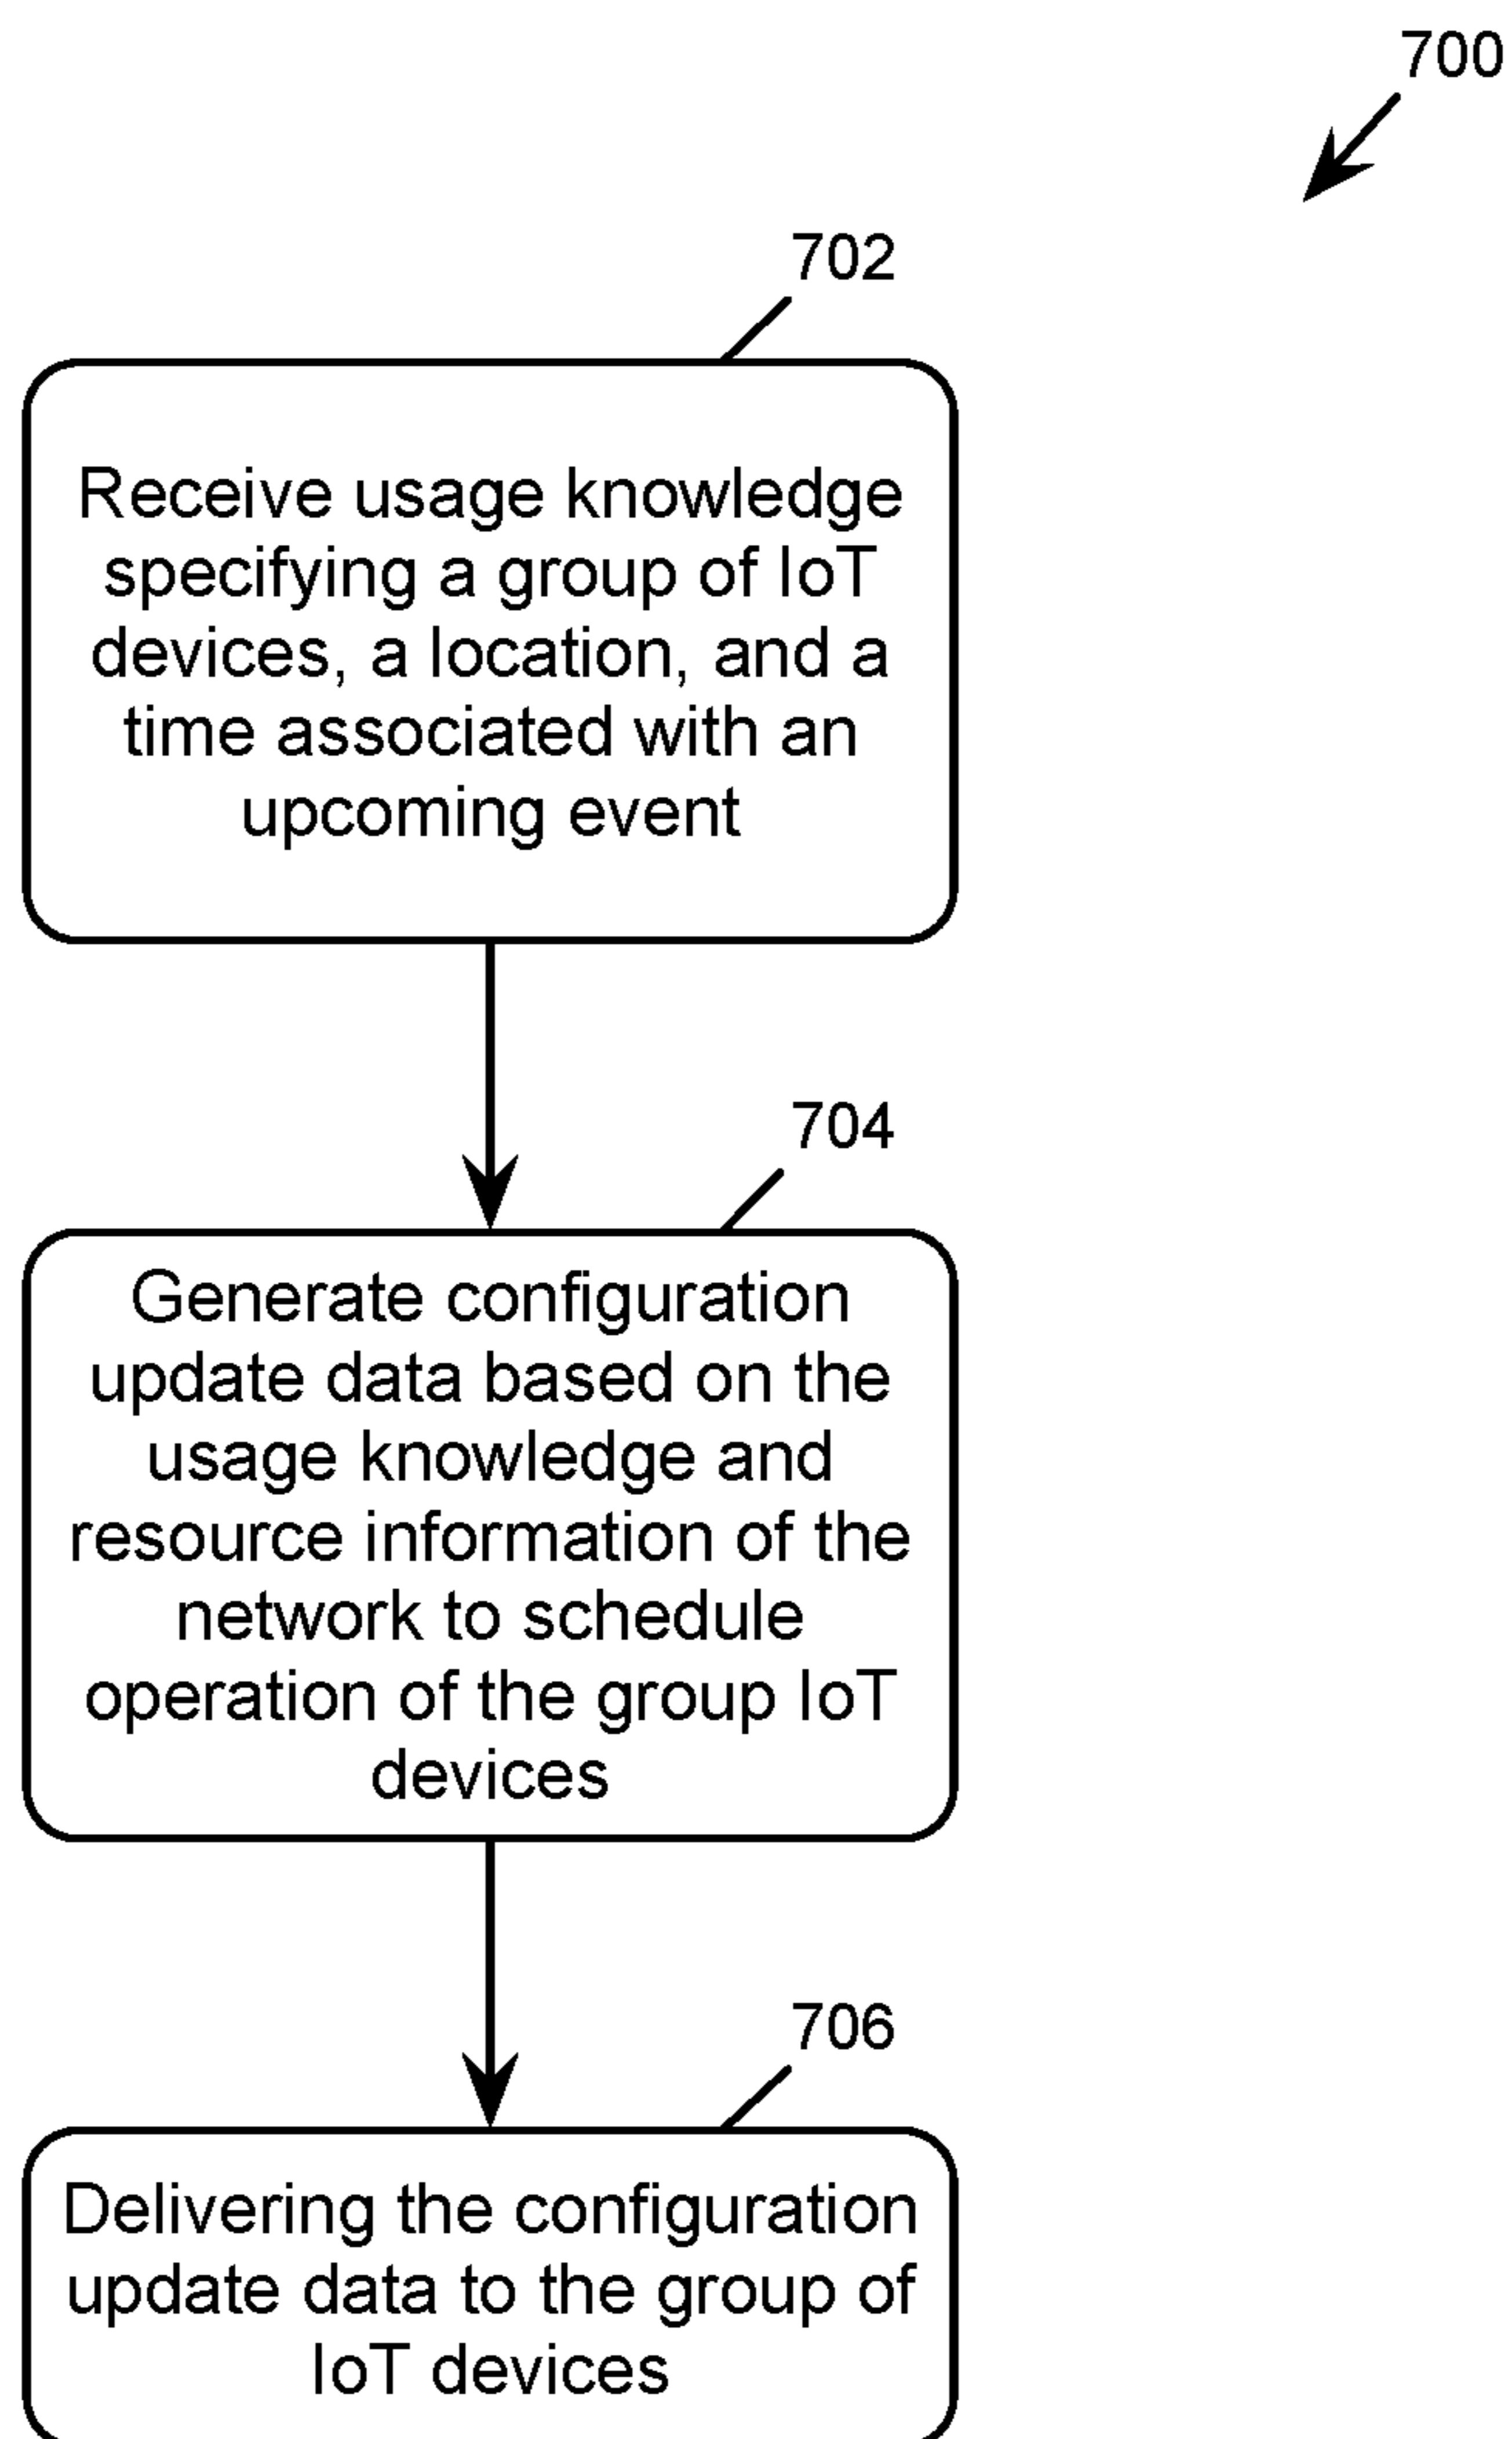 700
702
Receive usage knowledge
specifying a group of IoT
devices, a location, and a
time associated with an
upcoming event
704
Generate configuration
update data based on the
usage knowledge and
resource information of the
network to schedule
operation of the group IoT
devices
706
Delivering the configuration
update data to the group of
IoT devices